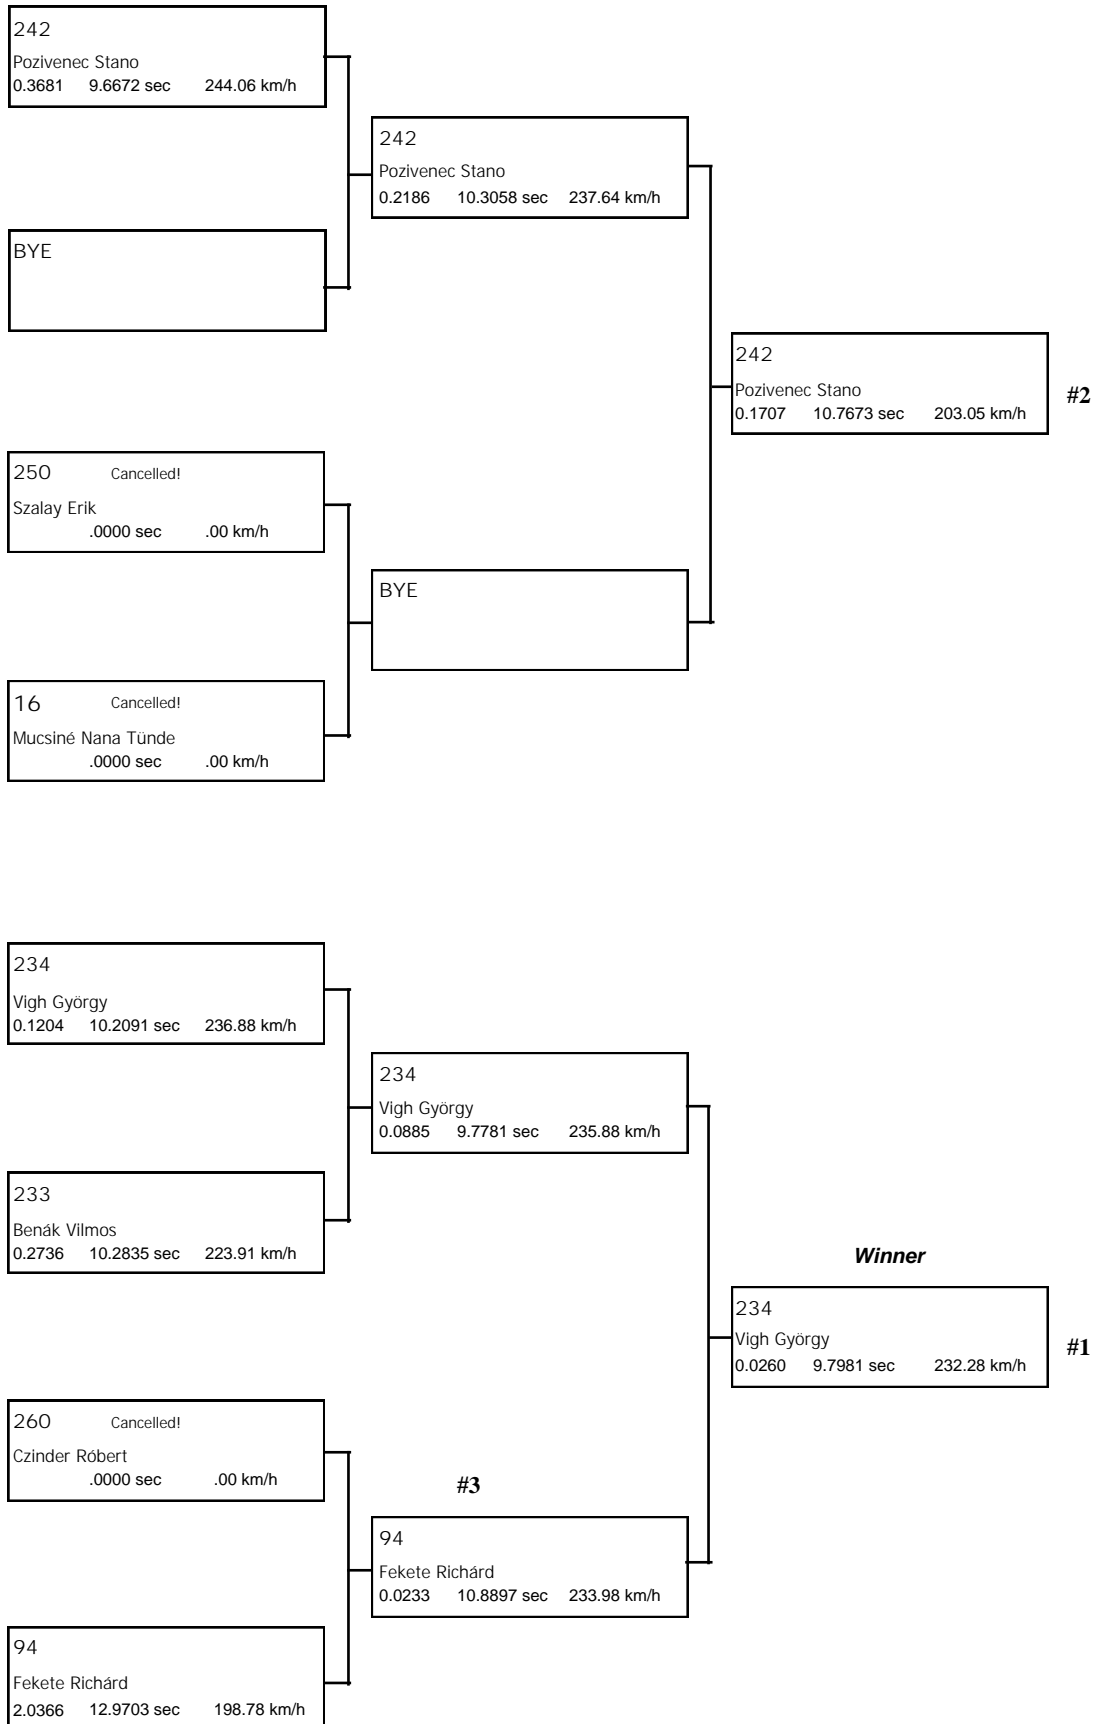 242
Pozivenec Stano
0.3681 9.6672 sec 244.06 km/h
BYE
250 Cancelled!
Szalay Erik
.0000 sec .00 km/h
16 Cancelled!
Mucsiné Nana Tünde
.0000 sec .00 km/h
242
Pozivenec Stano
0.2186 10.3058 sec 237.64 km/h
BYE
242
Pozivenec Stano
0.1707 10.7673 sec 203.05 km/h
#2
234
Vigh György
0.1204 10.2091 sec 236.88 km/h
233
Benák Vilmos
0.2736 10.2835 sec 223.91 km/h
260 Cancelled!
Czinder Róbert
.0000 sec .00 km/h
94
Fekete Richárd
2.0366 12.9703 sec 198.78 km/h
234
Vigh György
0.0885 9.7781 sec 235.88 km/h
#3
94
Fekete Richárd
0.0233 10.8897 sec 233.98 km/h
Winner
234
Vigh György
0.0260 9.7981 sec 232.28 km/h
#1